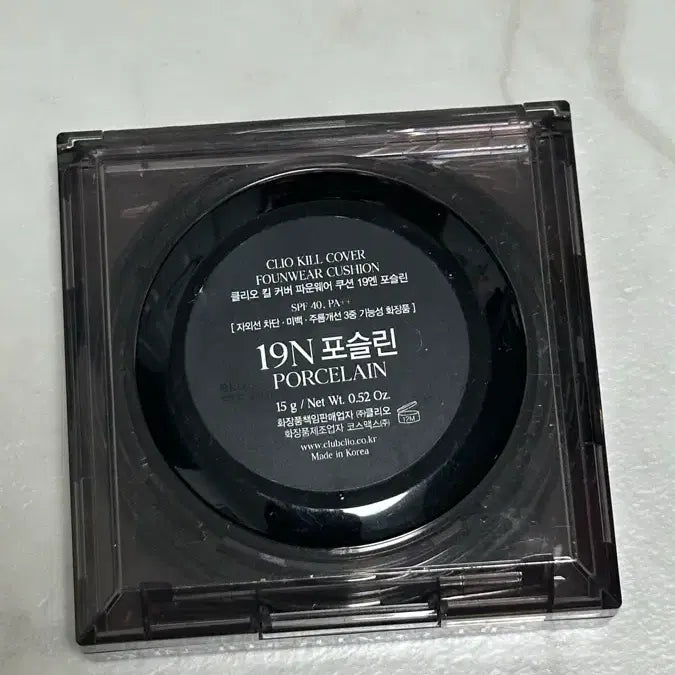 CLIO KILL COVER
FOUNWEAR CUSHION
클리오 킬 커버 파운웨어 쿠션 19엔 포슬린
SPF 40, PA++
[ 자외선 차단 · 미백 · 주름개선 3중 기능성 화장품 ]
19N 포슬린
PORCELAIN
15 g / Net Wt. 0.52 Oz.
화장품책임판매업자 ㈜클리오
화장품제조업자 코스맥스㈜
12M
www.clubclio.co.kr
Made in Korea